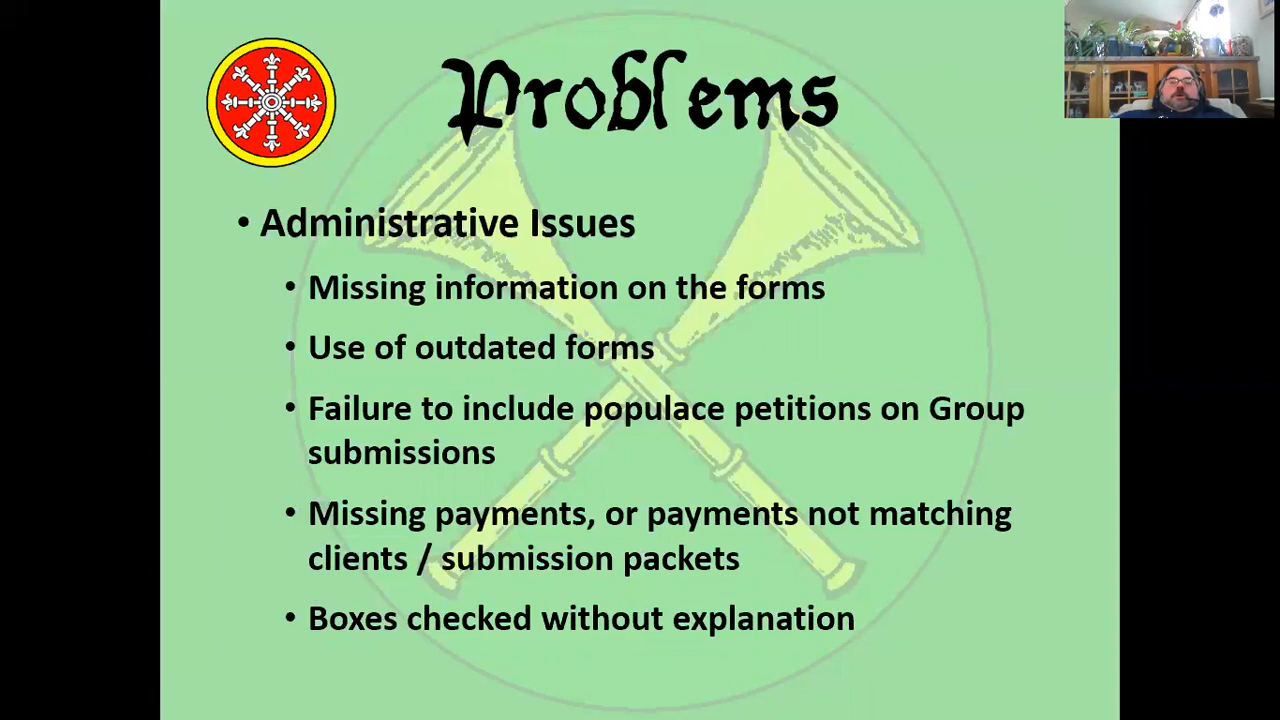 Problems
• Administrative Issues
• Missing information on the forms
• Use of outdated forms
• Failure to include populace petitions on Group
submissions
• Missing payments, or payments not matching
clients / submission packets
• Boxes checked without explanation